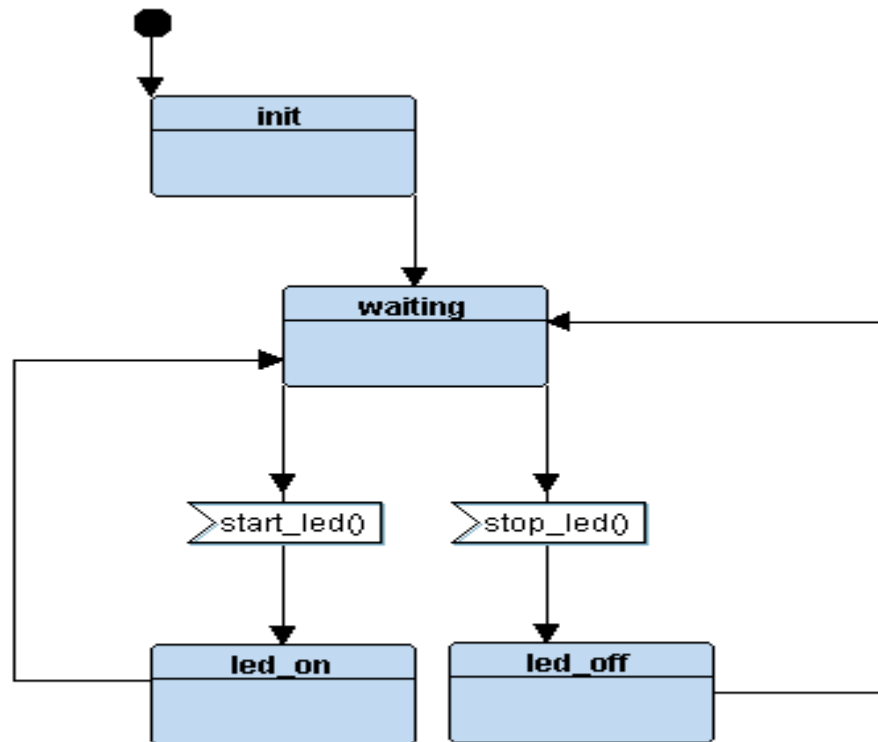 init
waiting
start_led()
stop_led()
led_on
led_off